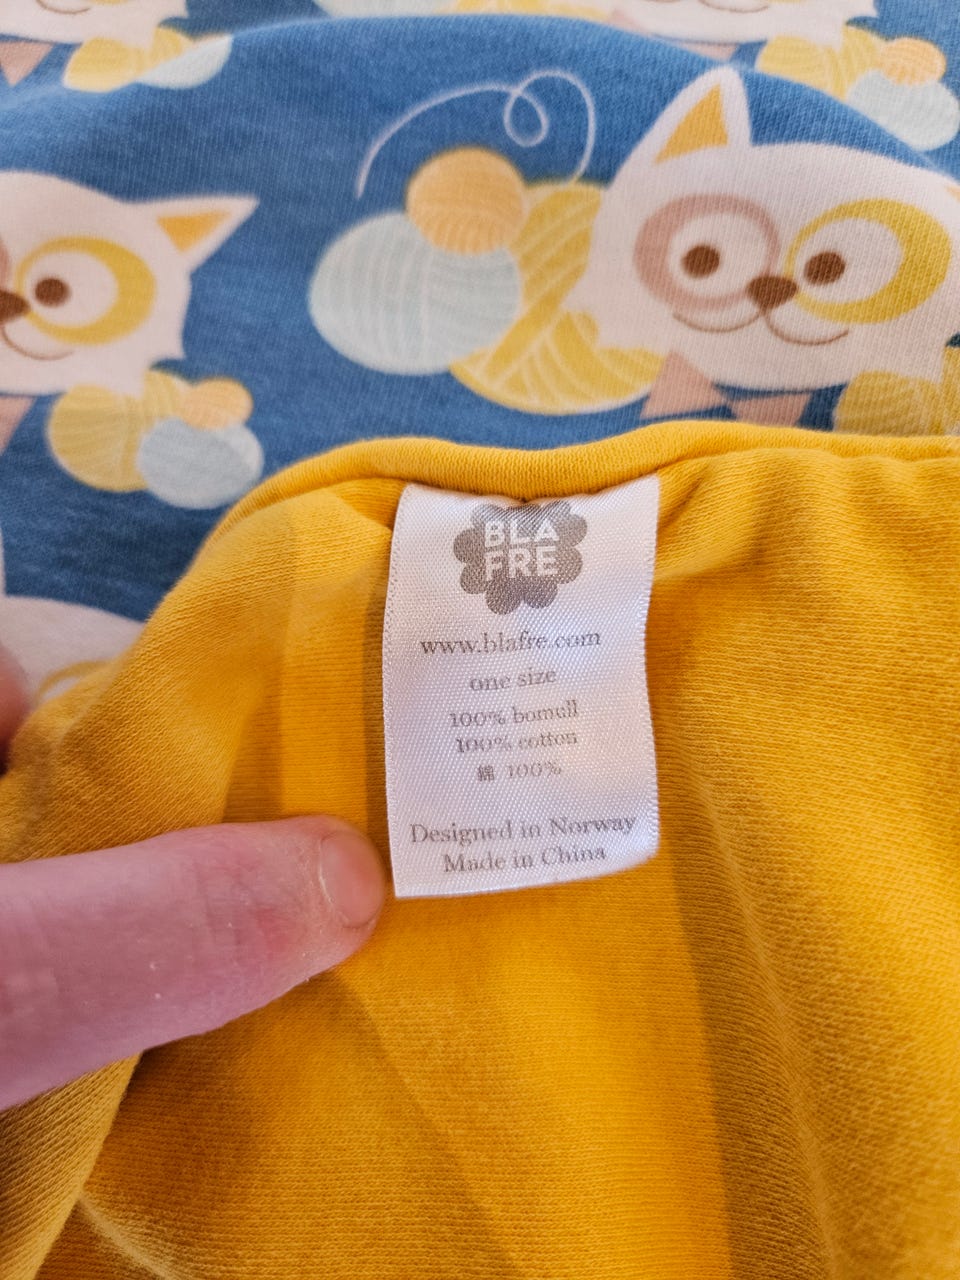 BLA
FRE
www.blafre.com
one size
100% bomull
100% cotton
綿 100%
Designed in Norway
Made in China